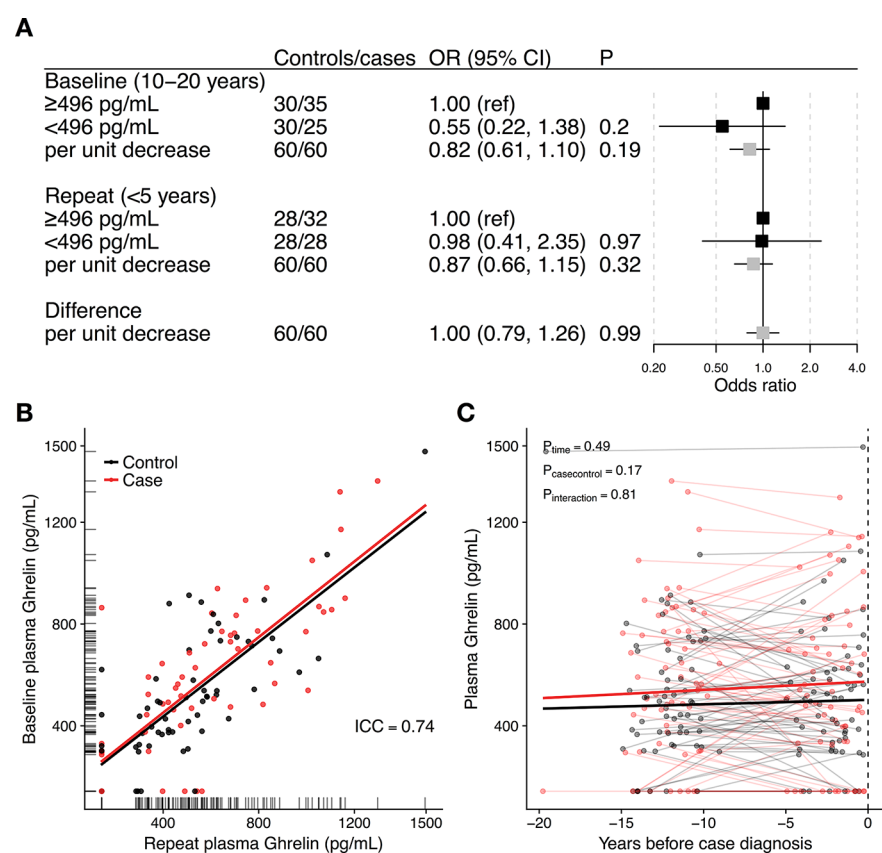 A
Controls/cases OR (95% CI) P
Baseline (10−20 years)
≥496 pg/mL 30/35 1.00 (ref)
<496 pg/mL 30/25 0.55 (0.22, 1.38) 0.2
per unit decrease 60/60 0.82 (0.61, 1.10) 0.19
Repeat (<5 years)
≥496 pg/mL 28/32 1.00 (ref)
<496 pg/mL 28/28 0.98 (0.41, 2.35) 0.97
per unit decrease 60/60 0.87 (0.66, 1.15) 0.32
Difference
per unit decrease 60/60 1.00 (0.79, 1.26) 0.99
0.20 0.50 1.0 2.0 4.0
Odds ratio
B
1500
1200
800
400
Baseline plasma Ghrelin (pg/mL)
Control
Case
ICC = 0.74
400 800 1200 1500
Repeat plasma Ghrelin (pg/mL)
C
1500
1200
800
400
Plasma Ghrelin (pg/mL)
Ptime = 0.49
Pcasecontrol = 0.17
Pinteraction = 0.81
−20 −15 −10 −5 0
Years before case diagnosis